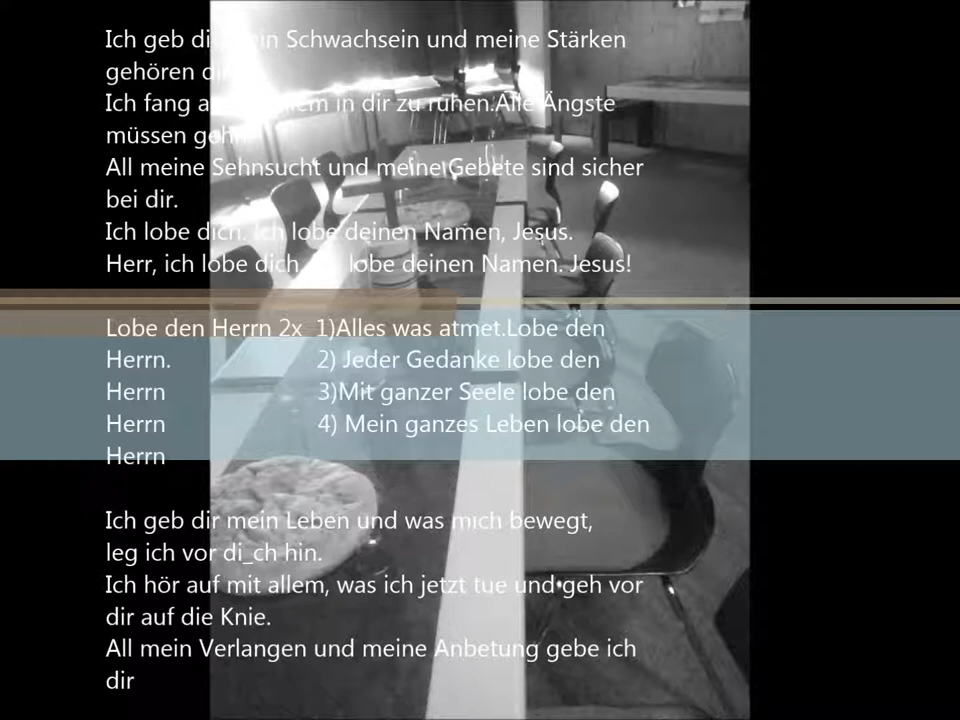 Ich geb dir mein Schwachsein und meine Stärken
gehören dir.
Ich fang an in allem in dir zu ruhen.Alle Ängste
müssen gehn.
All meine Sehnsucht und meine Gebete sind sicher
bei dir.
Ich lobe dich. Ich lobe deinen Namen, Jesus.
Herr, ich lobe dich lobe deinen Namen. Jesus!
Lobe den Herrn 2x 1)Alles was atmet.Lobe den
Herrn. 2) Jeder Gedanke lobe den
Herrn 3)Mit ganzer Seele lobe den
Herrn 4) Mein ganzes Leben lobe den
Herrn
Ich geb dir mein Leben und was mich bewegt,
leg ich vor di_ch hin.
Ich hör auf mit allem, was ich jetzt tue und geh vor
dir auf die Knie.
All mein Verlangen und meine Anbetung gebe ich
dir